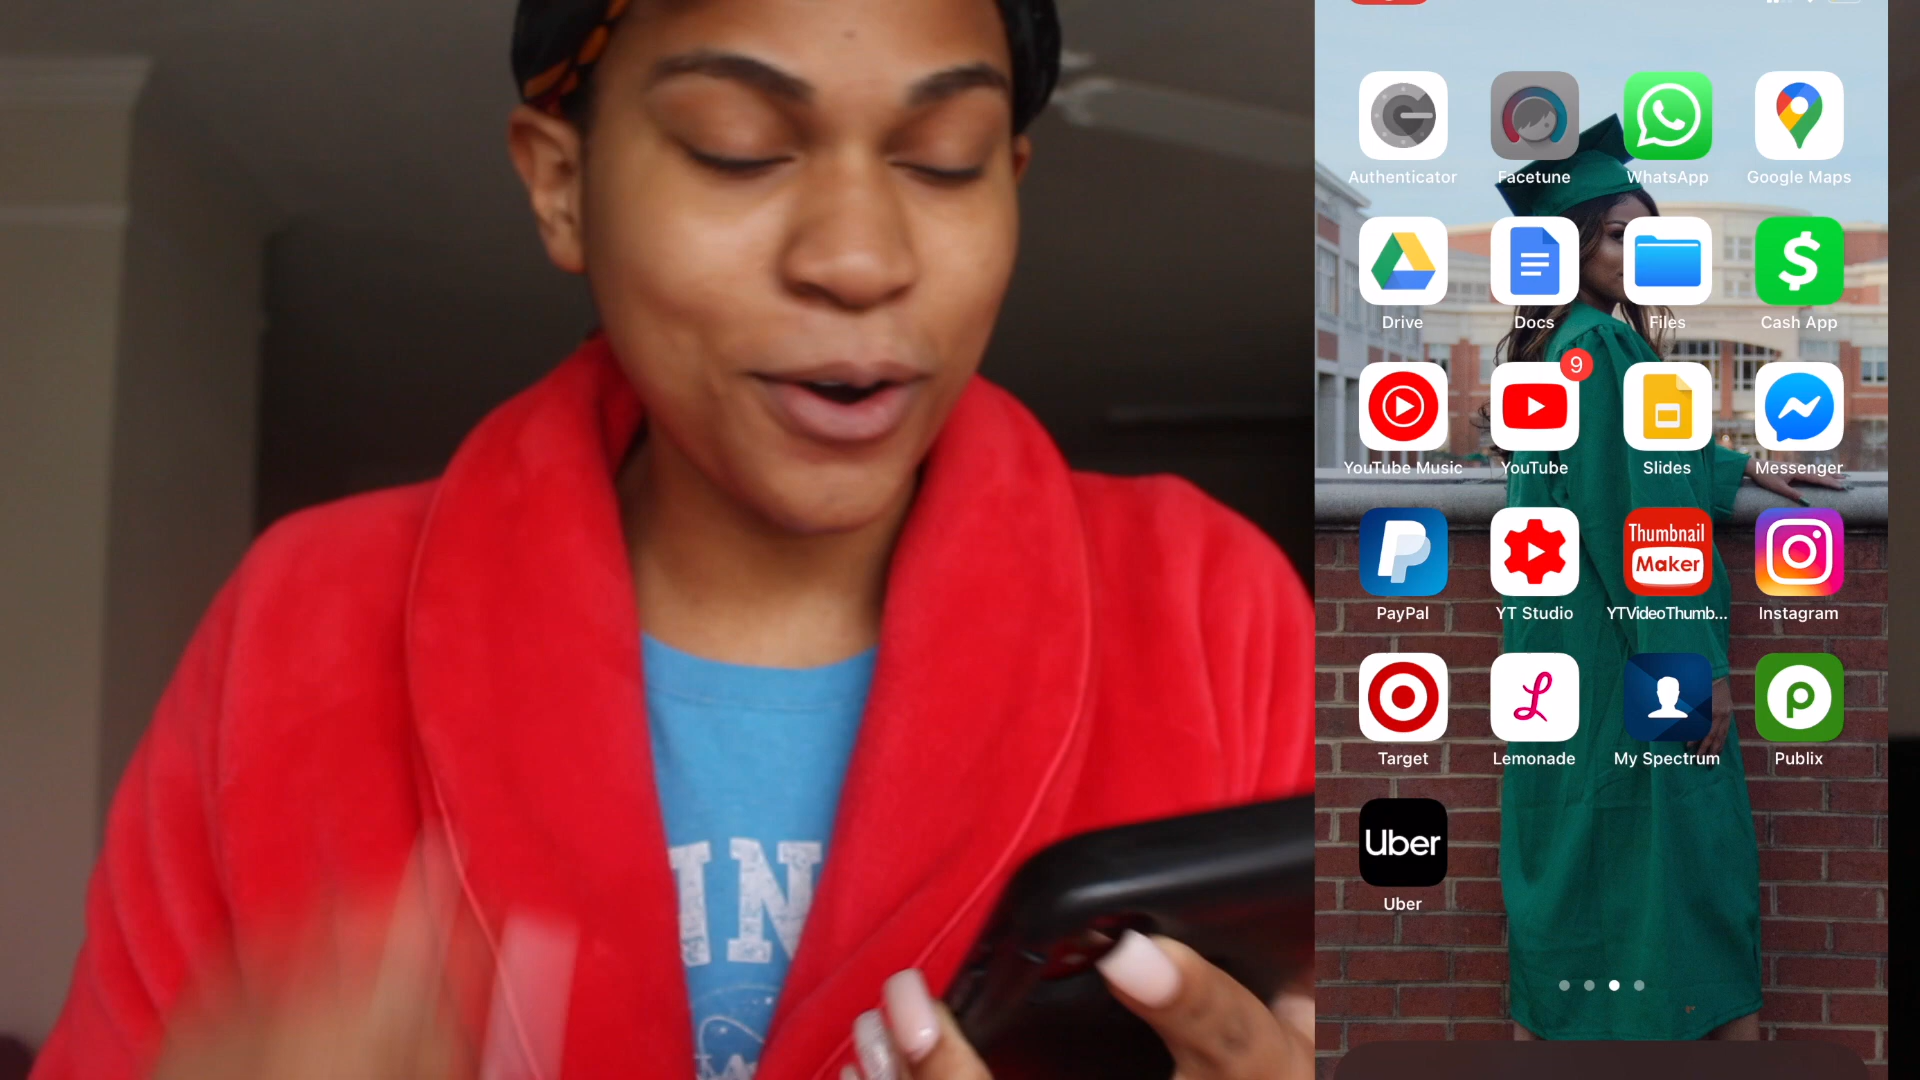 Authenticator Facetune WhatsApp Google Maps
Drive Docs Files Cash App
9
YouTube Music YouTube Slides Messenger
Thumbnail
Maker
PayPal YT Studio YTVideoThumb... Instagram
Target Lemonade My Spectrum Publix
Uber
Uber
IN